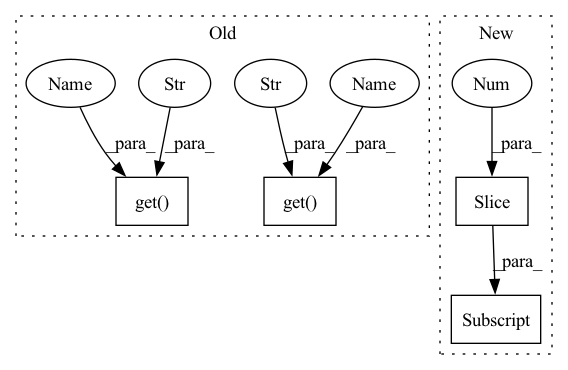 Old
New
Name
Str
Str
Name
Num
_para_
_para_
_para_
_para_
_para_
get()
get()
Slice
_para_
Subscript